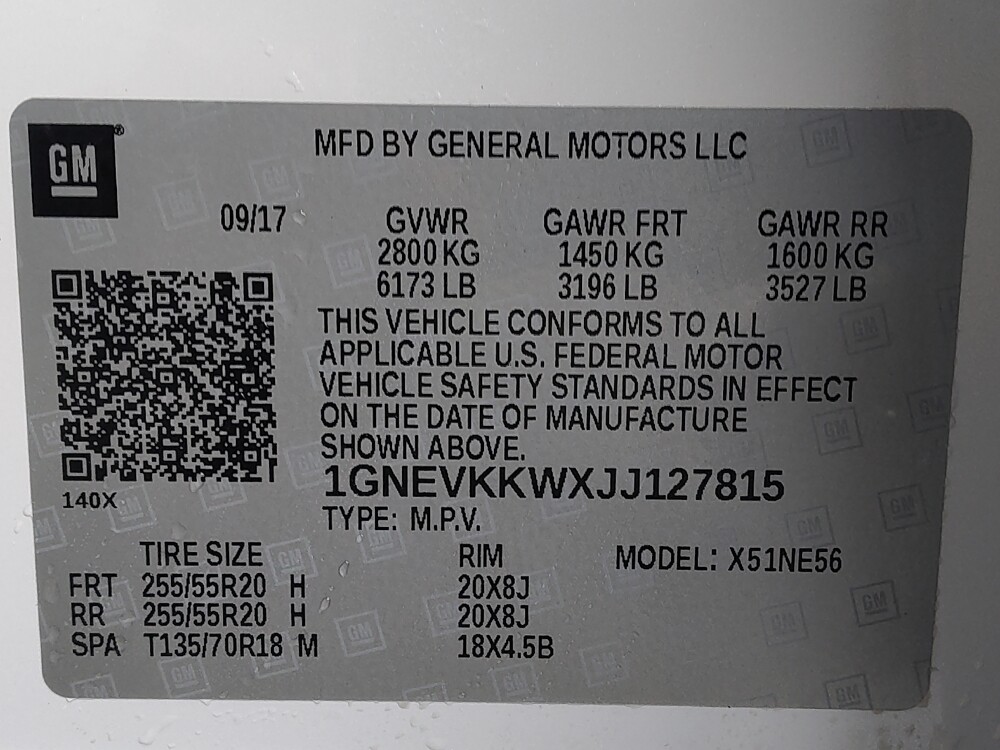 GM
MFD BY GENERAL MOTORS LLC
09/17 GVWR GAWR FRT GAWR RR
2800 KG 1450 KG 1600 KG
6173 LB 3196 LB 3527 LB
THIS VEHICLE CONFORMS TO ALL
APPLICABLE U.S. FEDERAL MOTOR
VEHICLE SAFETY STANDARDS IN EFFECT
ON THE DATE OF MANUFACTURE
SHOWN ABOVE.
1GNEVKKWXJJ127815
140X
TYPE: M.P.V.
TIRE SIZE RIM MODEL: X51NE56
FRT 255/55R20 H 20X8J
RR 255/55R20 H 20X8J
SPA T135/70R18 M 18X4.5B